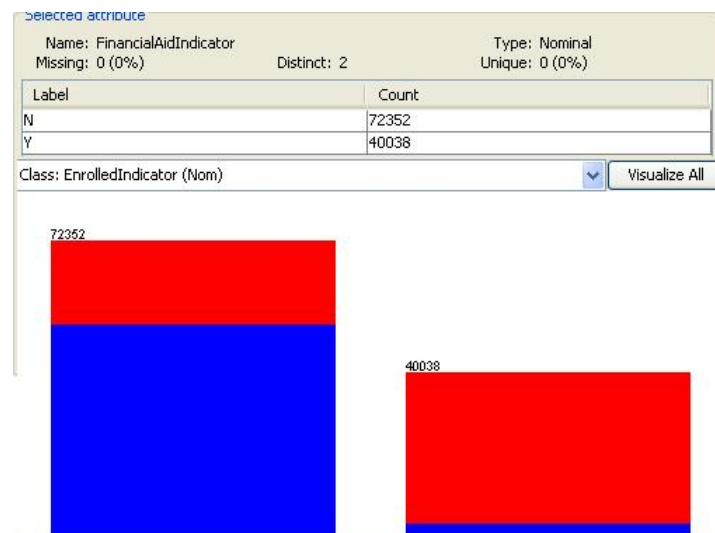 Selected attribute
Name: FinancialAidIndicator Type: Nominal
Missing: 0 (0%) Distinct: 2 Unique: 0 (0%)
Label Count
N 72352
Y 40038
Class: EnrolledIndicator (Nom) Visualize All
72352
40038